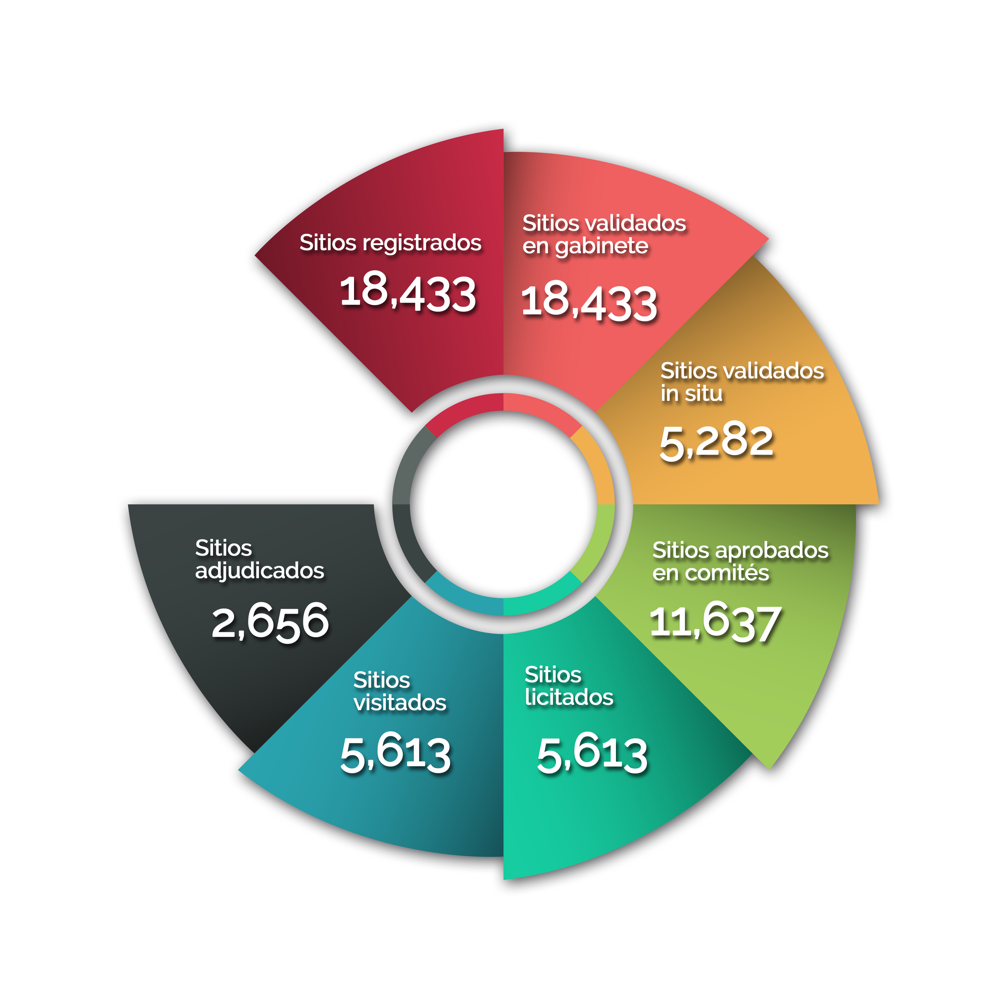 Sitios registrados
18,433
Sitios validados
en gabinete
18,433
Sitios validados
in situ
5,282
Sitios aprobados
en comités
11,637
Sitios
licitados
5,613
Sitios
visitados
5,613
Sitios
adjudicados
2,656